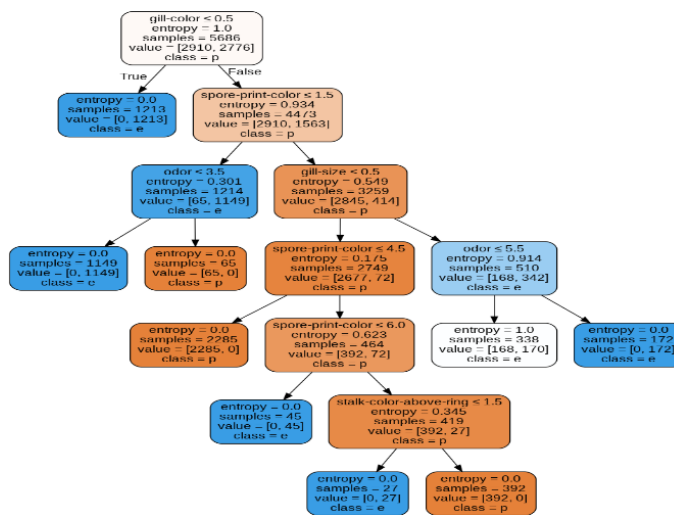 gill-color ≤ 0.5
entropy = 1.0
samples = 5686
value = [2910, 2776]
class = p
True
False
entropy = 0.0
samples = 1213
value = [0, 1213]
class = e
spore-print-color ≤ 1.5
entropy = 0.934
samples = 4473
value = [2910, 1563]
class = p
odor ≤ 3.5
entropy = 0.301
samples = 1214
value = [65, 1149]
class = e
gill-size ≤ 0.5
entropy = 0.549
samples = 3259
value = [2845, 414]
class = p
entropy = 0.0
samples = 1149
value = [0, 1149]
class = e
entropy = 0.0
samples = 65
value = [65, 0]
class = p
spore-print-color ≤ 4.5
entropy = 0.175
samples = 2749
value = [2677, 72]
class = p
odor ≤ 5.5
entropy = 0.914
samples = 510
value = [168, 342]
class = e
entropy = 0.0
samples = 2285
value = [2285, 0]
class = p
spore-print-color ≤ 6.0
entropy = 0.623
samples = 464
value = [392, 72]
class = p
entropy = 1.0
samples = 338
value = [168, 170]
class = e
entropy = 0.0
samples = 172
value = [0, 172]
class = e
entropy = 0.0
samples = 45
value = [0, 45]
class = e
stalk-color-above-ring ≤ 1.5
entropy = 0.345
samples = 419
value = [392, 27]
class = p
entropy = 0.0
samples = 27
value = [0, 27]
class = e
entropy = 0.0
samples = 392
value = [392, 0]
class = p